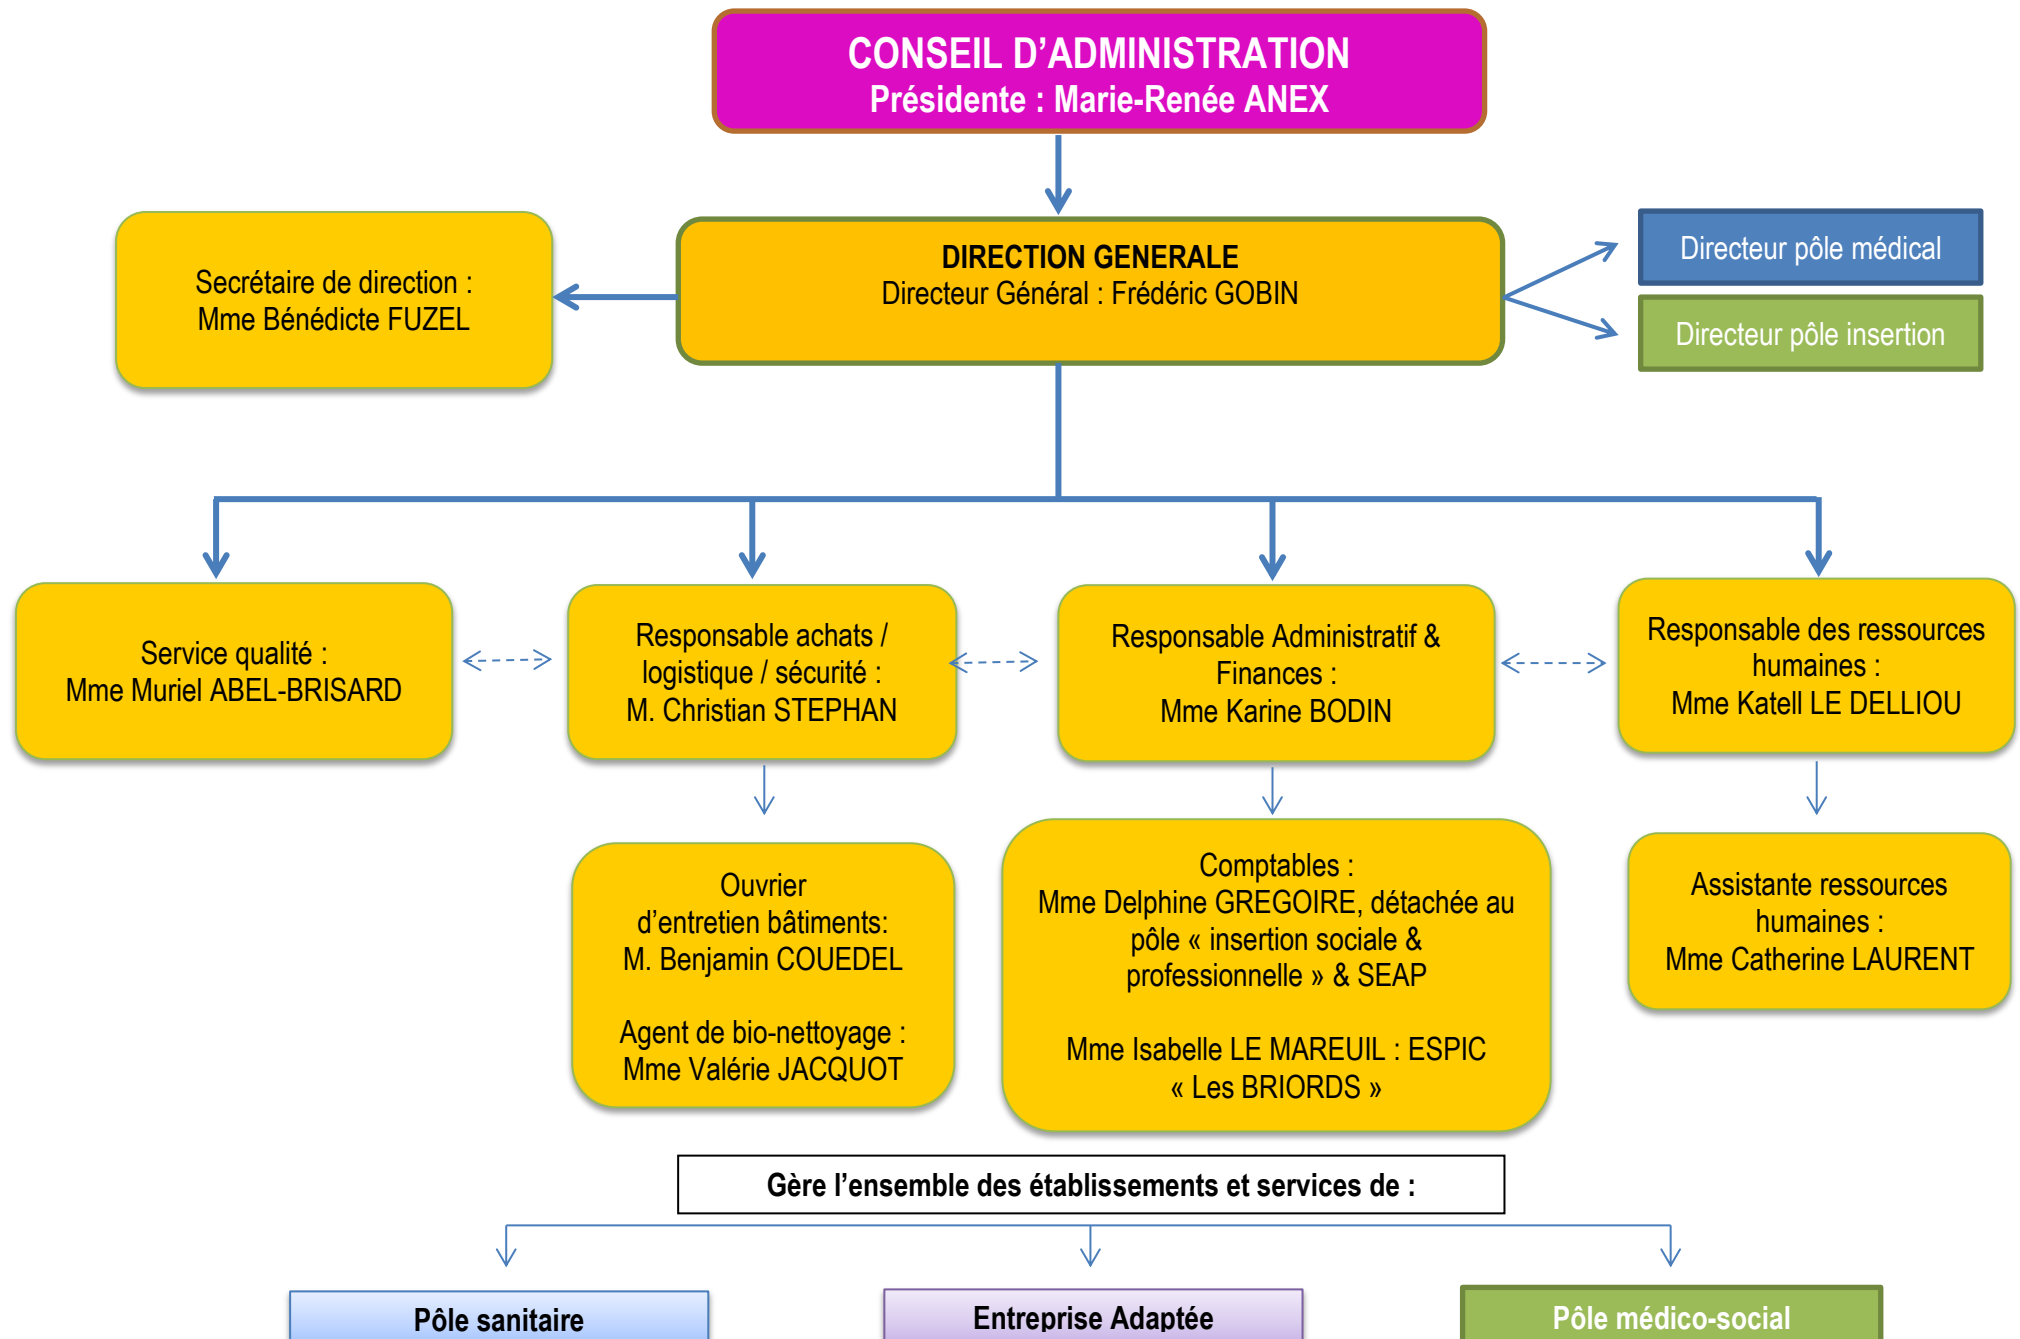 CONSEIL D’ADMINISTRATION
Présidente : Marie-Renée ANEX
Secrétaire de direction :
Mme Bénédicte FUZEL
DIRECTION GENERALE
Directeur Général : Frédéric GOBIN
Directeur pôle médical
Directeur pôle insertion
Service qualité :
Mme Muriel ABEL-BRISARD
Responsable achats /
logistique / sécurité :
M. Christian STEPHAN
Responsable Administratif &
Finances :
Mme Karine BODIN
Responsable des ressources
humaines :
Mme Katell LE DELLIOU
Ouvrier
d’entretien bâtiments:
M. Benjamin COUEDEL
Agent de bio-nettoyage :
Mme Valérie JACQUOT
Comptables :
Mme Delphine GREGOIRE, détachée au
pôle « insertion sociale &
professionnelle » & SEAP
Mme Isabelle LE MAREUIL : ESPIC
« Les BRIORDS »
Assistante ressources
humaines :
Mme Catherine LAURENT
Gère l’ensemble des établissements et services de :
Pôle sanitaire
Entreprise Adaptée
Pôle médico-social